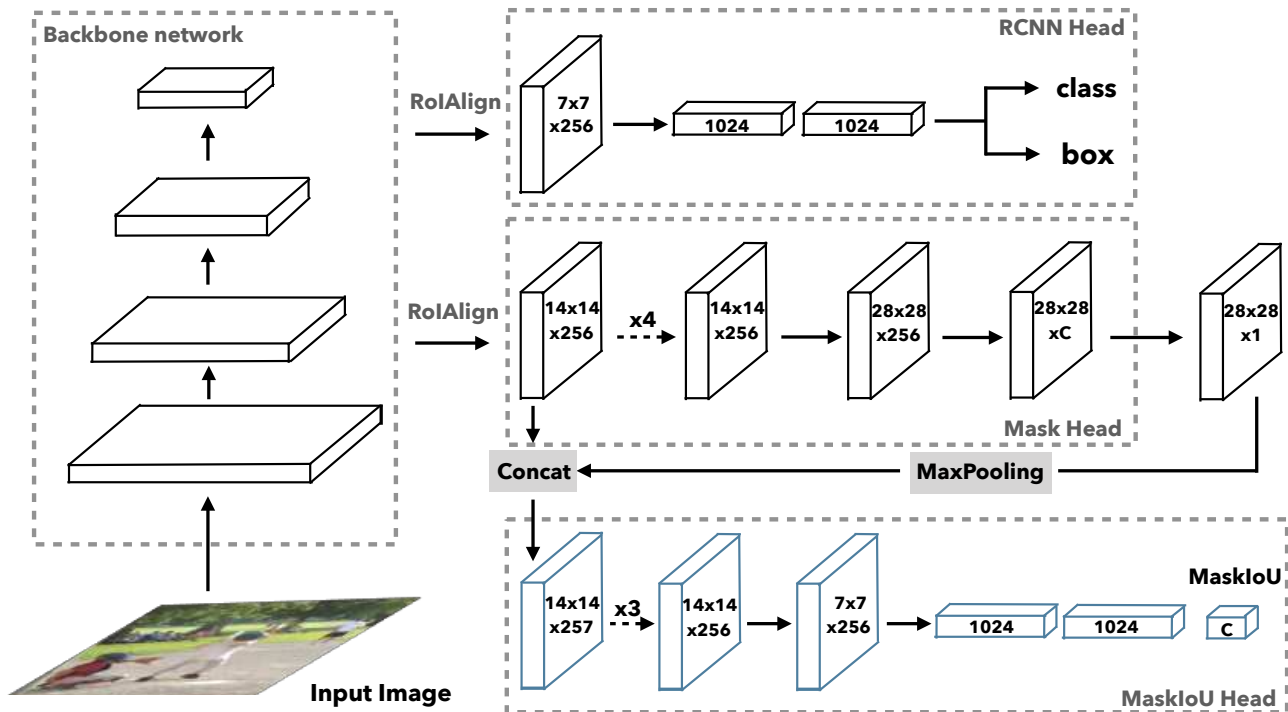 Backbone network
RCNN Head
RoIAlign
7x7
x256
1024
1024
class
box
RoIAlign
14x14
x256
x4
14x14
x256
28x28
x256
28x28
xC
28x28
x1
Mask Head
Concat
MaxPooling
14x14
x257
x3
14x14
x256
7x7
x256
1024
1024
MaskIoU
C
Input Image
MaskIoU Head